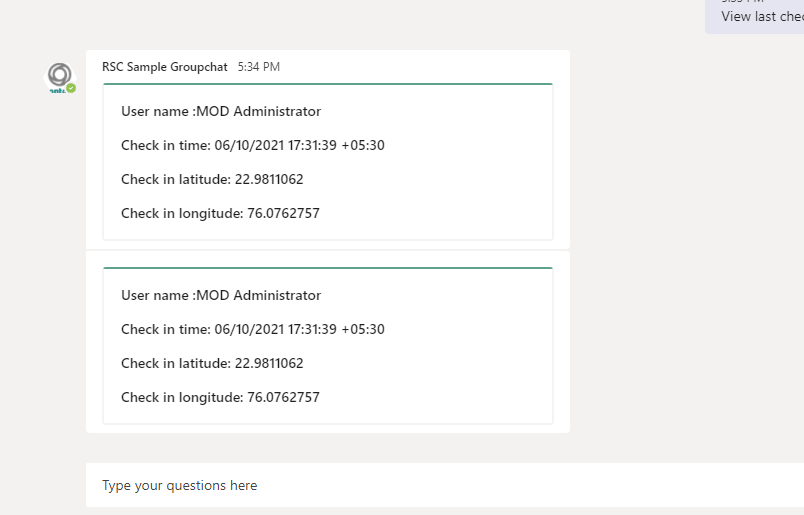 View last chec
RSC Sample Groupchat 5:34 PM
User name :MOD Administrator
Check in time: 06/10/2021 17:31:39 +05:30
Check in latitude: 22.9811062
Check in longitude: 76.0762757
User name :MOD Administrator
Check in time: 06/10/2021 17:31:39 +05:30
Check in latitude: 22.9811062
Check in longitude: 76.0762757
Type your questions here